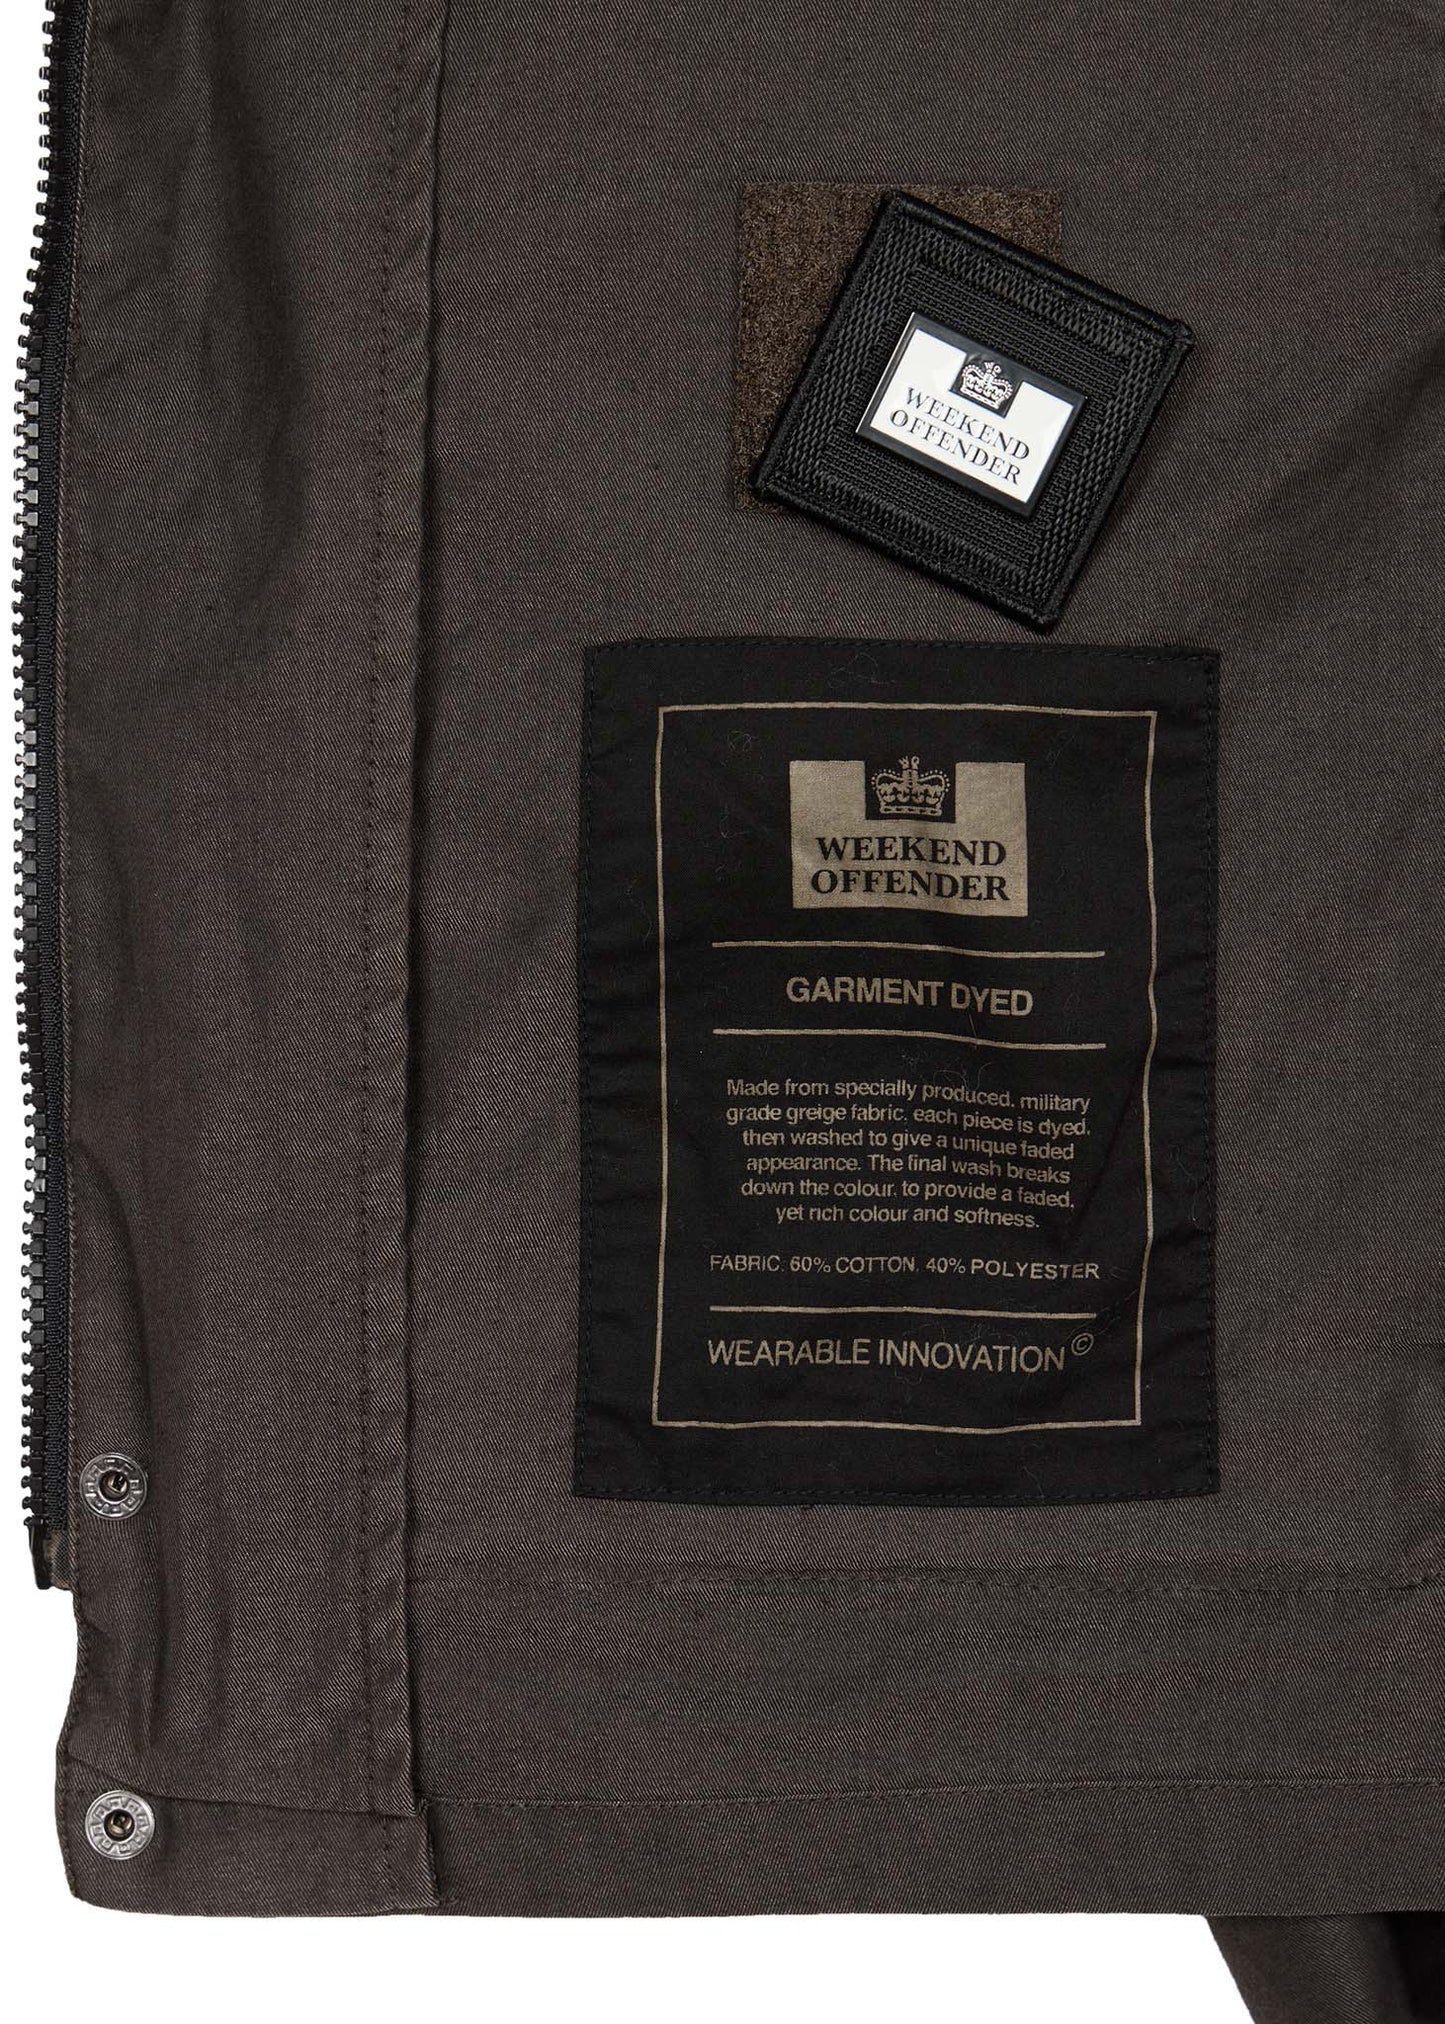 WEEKEND
OFFENDER
WEEKEND
OFFENDER
GARMENT DYED
Made from specially produced, military
grade greige fabric, each piece is dyed,
then washed to give a unique faded
appearance. The final wash breaks
down the colour, to provide a faded,
yet rich colour and softness.
FABRIC: 60% COTTON, 40% POLYESTER
WEARABLE INNOVATION©